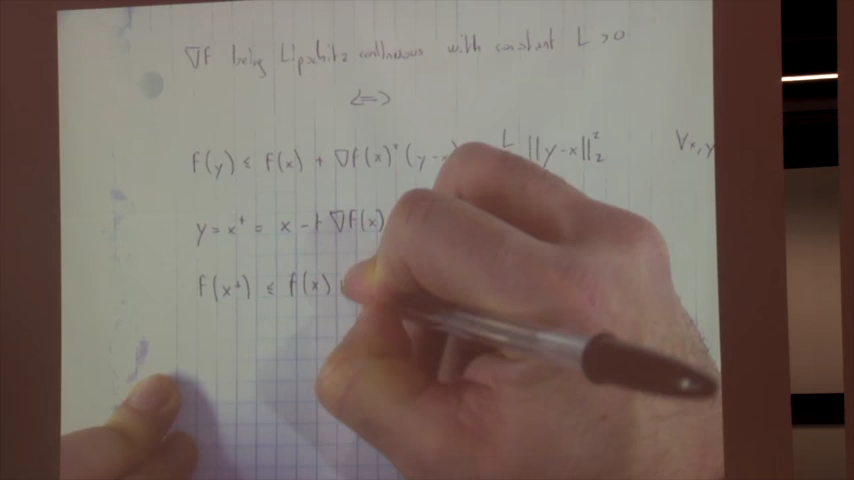 ∇f being Lipschitz continuous with constant L > 0
<=>
f(y) ≤ f(x) + ∇f(x)ᵀ(y-x) L ||y-x||₂² ∀x,y
y = x⁺ = x - t ∇f(x)
f(x⁺) ≤ f(x)